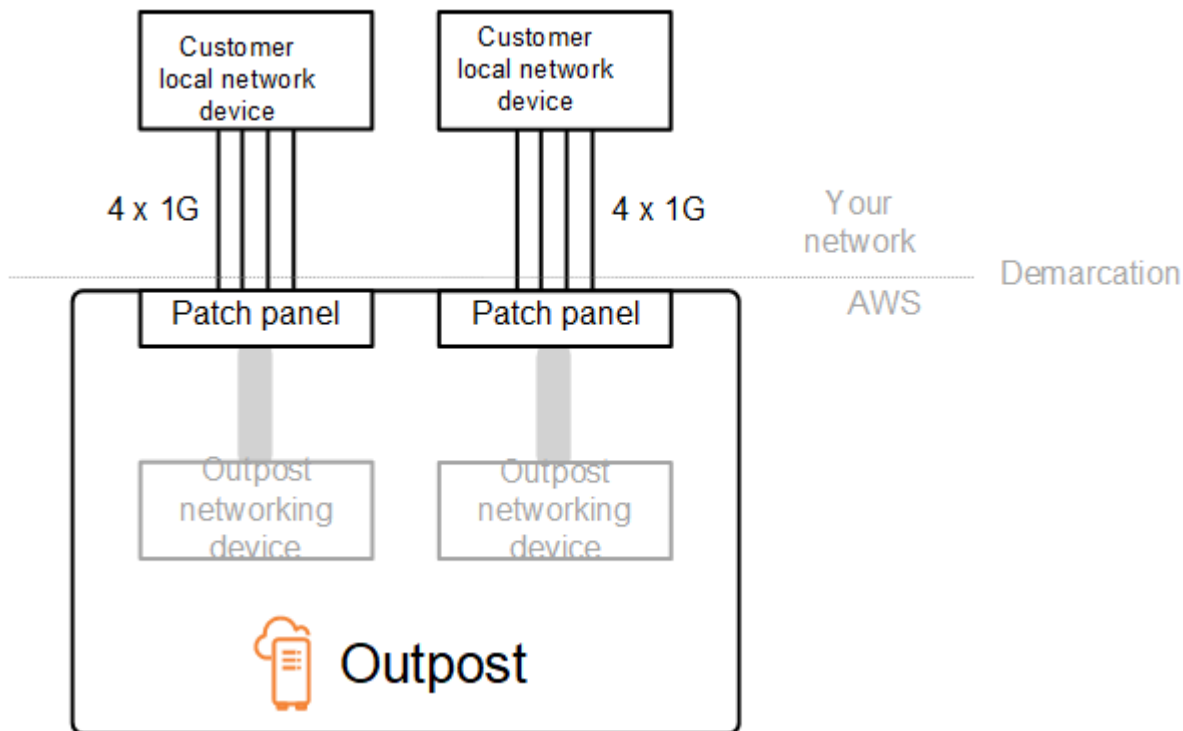 Customer
local network
device
Customer
local network
device
4 x 1G
4 x 1G
Your
network
Demarcation
AWS
Patch panel
Patch panel
Outpost
networking
device
Outpost
networking
device
Outpost